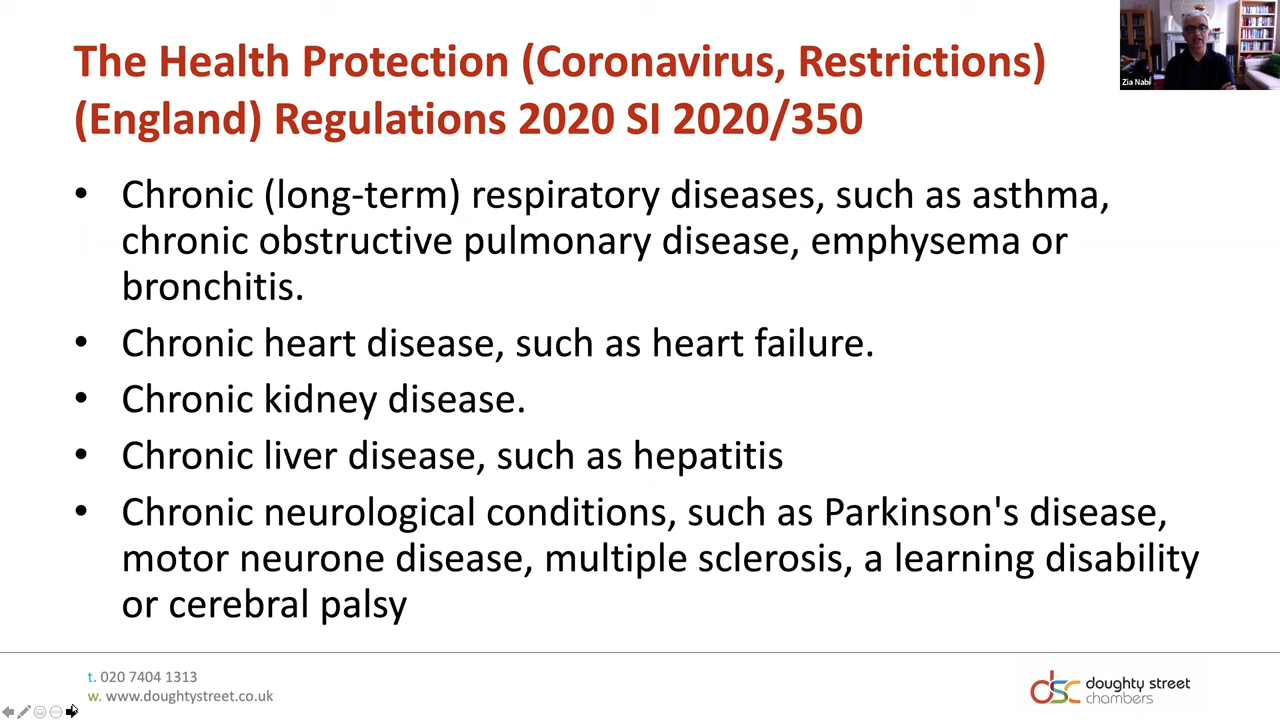 The Health Protection (Coronavirus, Restrictions)
(England) Regulations 2020 SI 2020/350
Zia Nabi
• Chronic (long-term) respiratory diseases, such as asthma,
chronic obstructive pulmonary disease, emphysema or
bronchitis.
• Chronic heart disease, such as heart failure.
• Chronic kidney disease.
• Chronic liver disease, such as hepatitis
• Chronic neurological conditions, such as Parkinson's disease,
motor neurone disease, multiple sclerosis, a learning disability
or cerebral palsy
t. 020 7404 1313
w. www.doughtystreet.co.uk
dsc doughty street
chambers